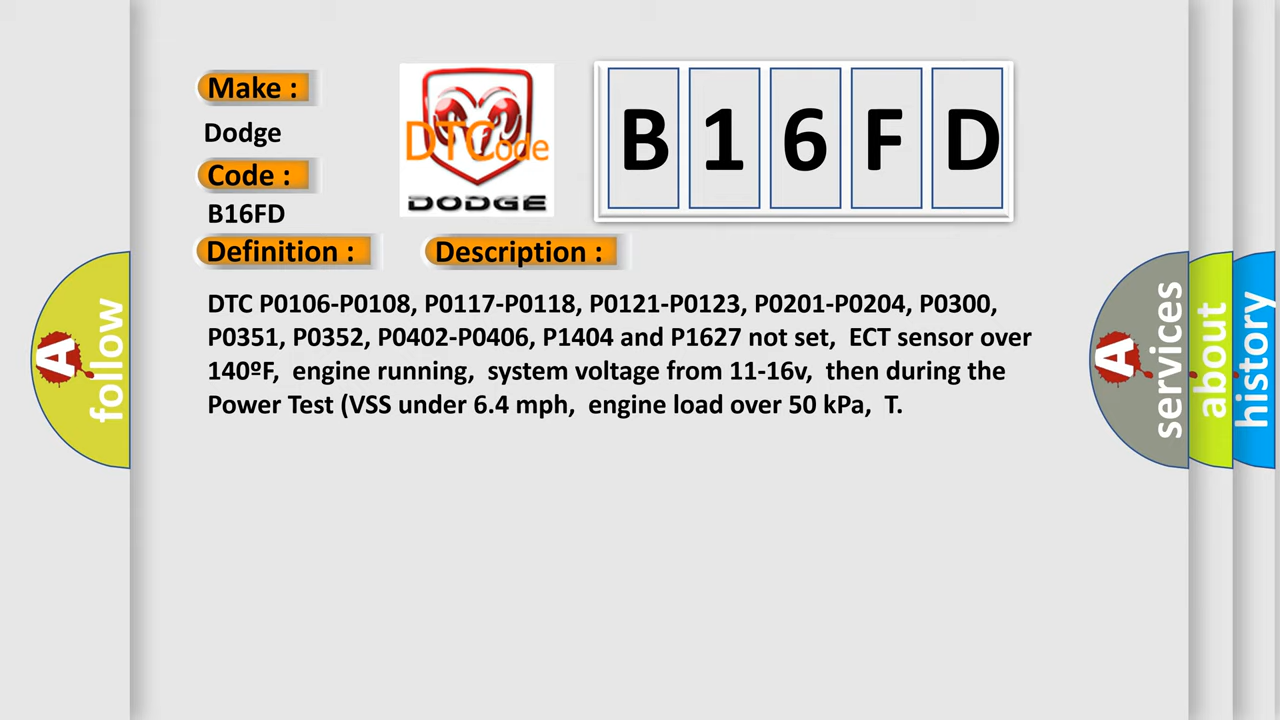 Make :
Dodge
Code :
B16FD
Definition :
Description :
DTC P0106-P0108, P0117-P0118, P0121-P0123, P0201-P0204, P0300,
P0351, P0352, P0402-P0406, P1404 and P1627 not set,  ECT sensor over
140ºF,  engine running,  system voltage from 11-16v,  then during the
Power Test (VSS under 6.4 mph,  engine load over 50 kPa,  T.
DTCode
DODGE
B16FD
A follow
A services
about
history